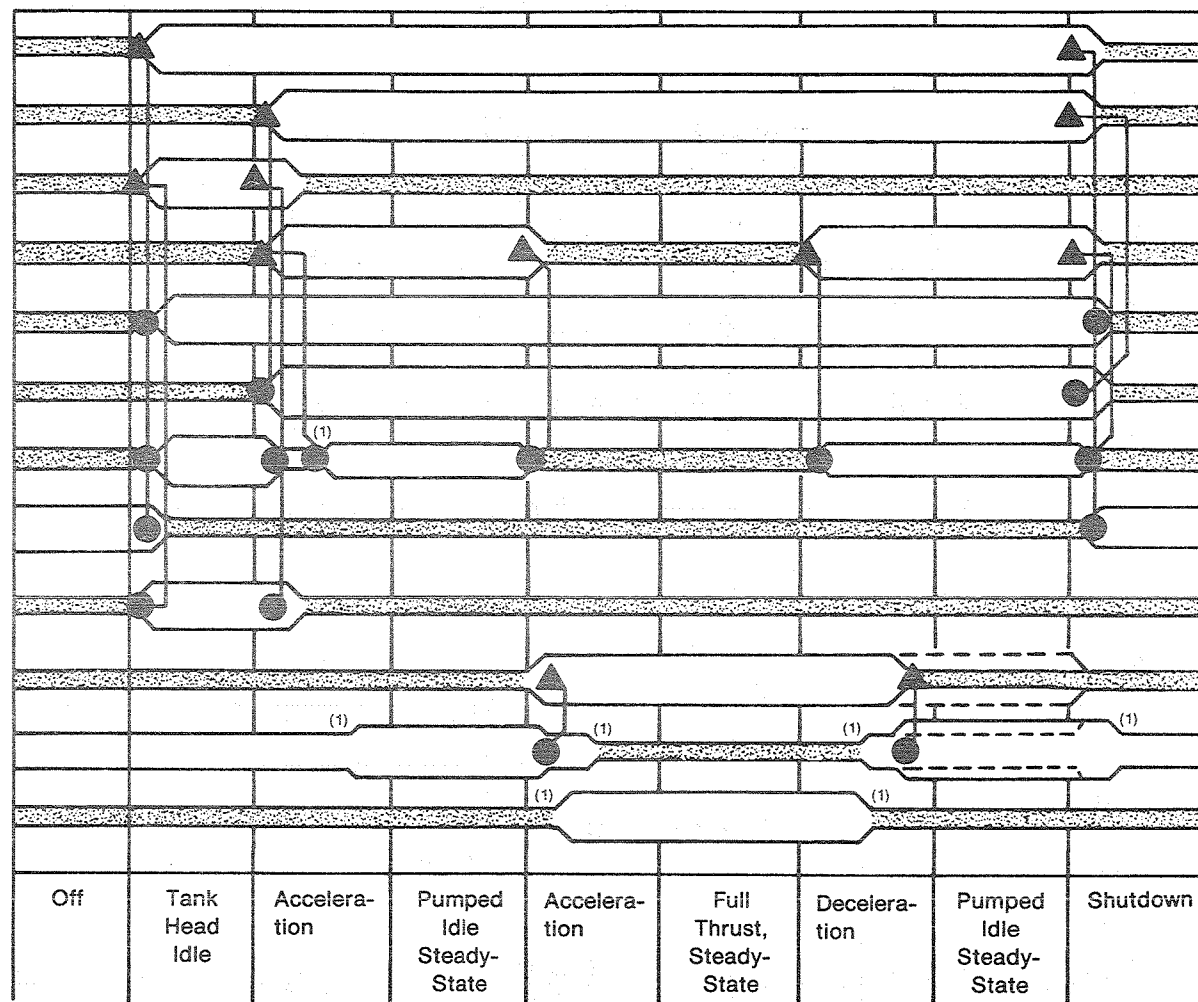 (1)
(1)
(1)
(1)
(1)
(1)
(1)
Off
Tank
Head
Idle
Accelera-
tion
Pumped
Idle
Steady-
State
Accelera-
tion
Full
Thrust,
Steady-
State
Decelera-
tion
Pumped
Idle
Steady-
State
Shutdown